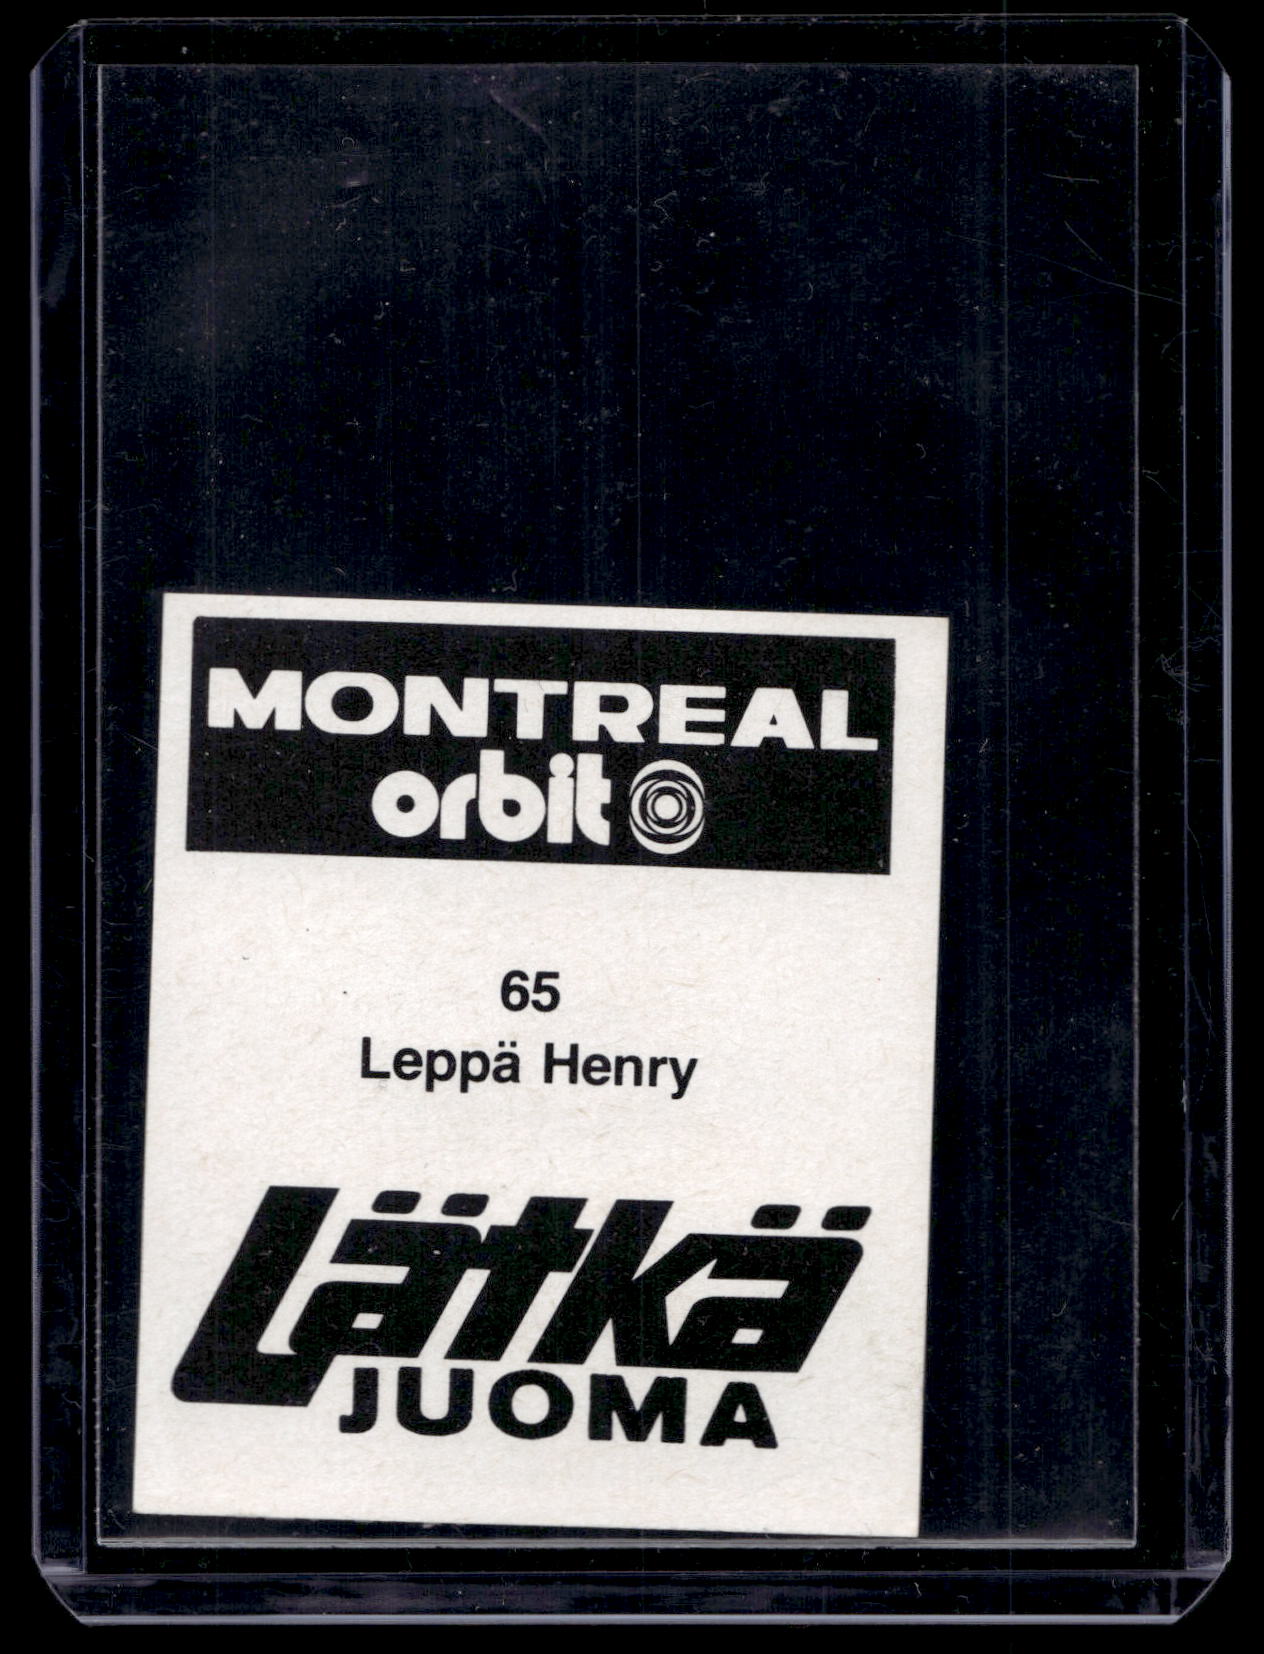 MONTREAL
orbit
65
Leppä Henry
Lätkä
JUOMA